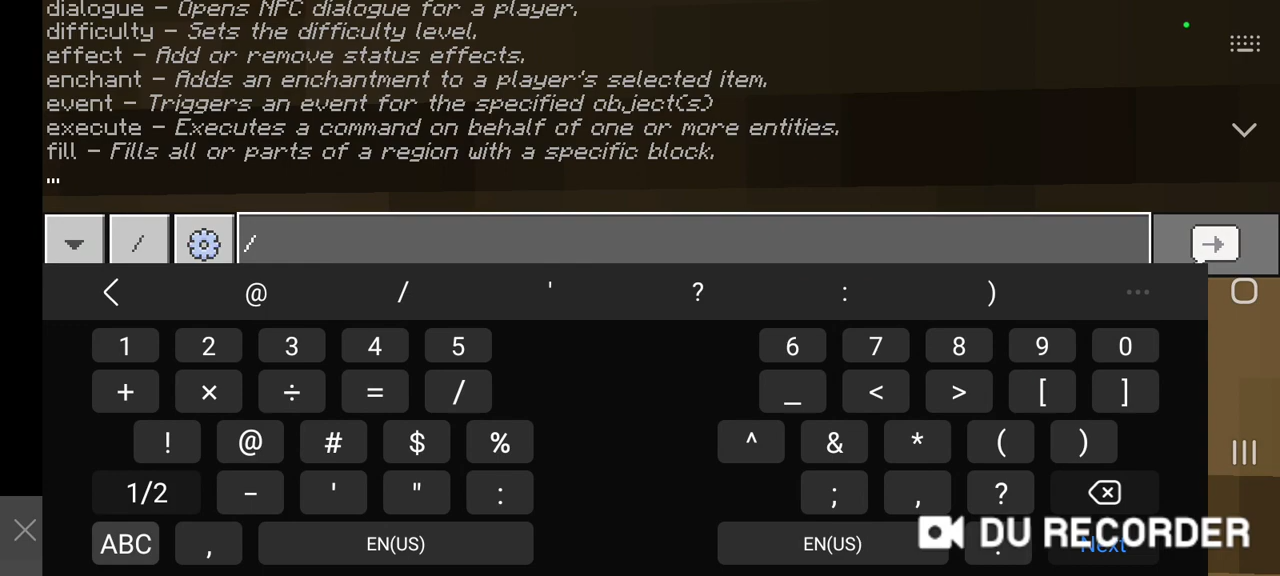 dialogue – Opens NPC dialogue for a player.
difficulty – Sets the difficulty level.
effect – Add or remove status effects.
enchant – Adds an enchantment to a player's selected item.
event – Triggers an event for the specified object(s)
execute – Executes a command on behalf of one or more entities.
fill – Fills all or parts of a region with a specific block.
...
/ /
@ / ' ? : ) ...
1 2 3 4 5 6 7 8 9 0
+ × ÷ = / _ < > [ ]
! @ # $ % ^ & * ( )
1/2 - ' " : ; , ?
ABC , EN(US) EN(US) . Next
DU RECORDER